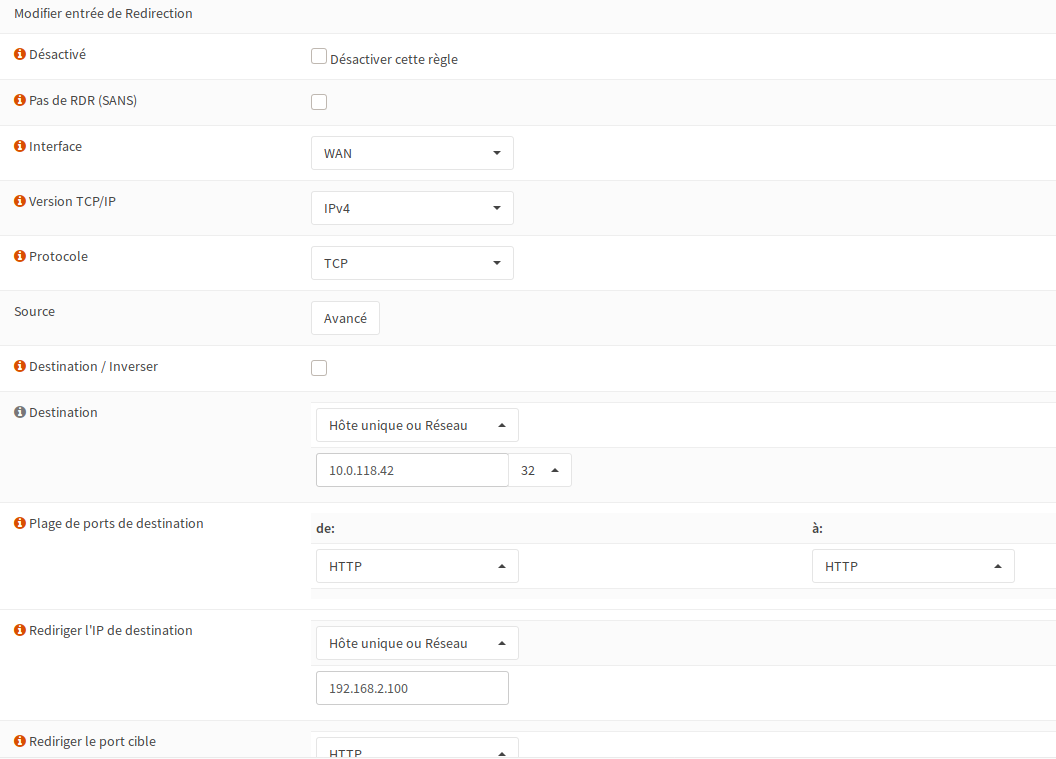 Modifier entrée de Redirection
Désactivé
Désactiver cette règle
Pas de RDR (SANS)
Interface
WAN
Version TCP/IP
IPv4
Protocole
TCP
Source
Avancé
Destination / Inverser
Destination
Hôte unique ou Réseau
10.0.118.42 32
Plage de ports de destination
de: à:
HTTP HTTP
Rediriger l'IP de destination
Hôte unique ou Réseau
192.168.2.100
Rediriger le port cible
HTTP